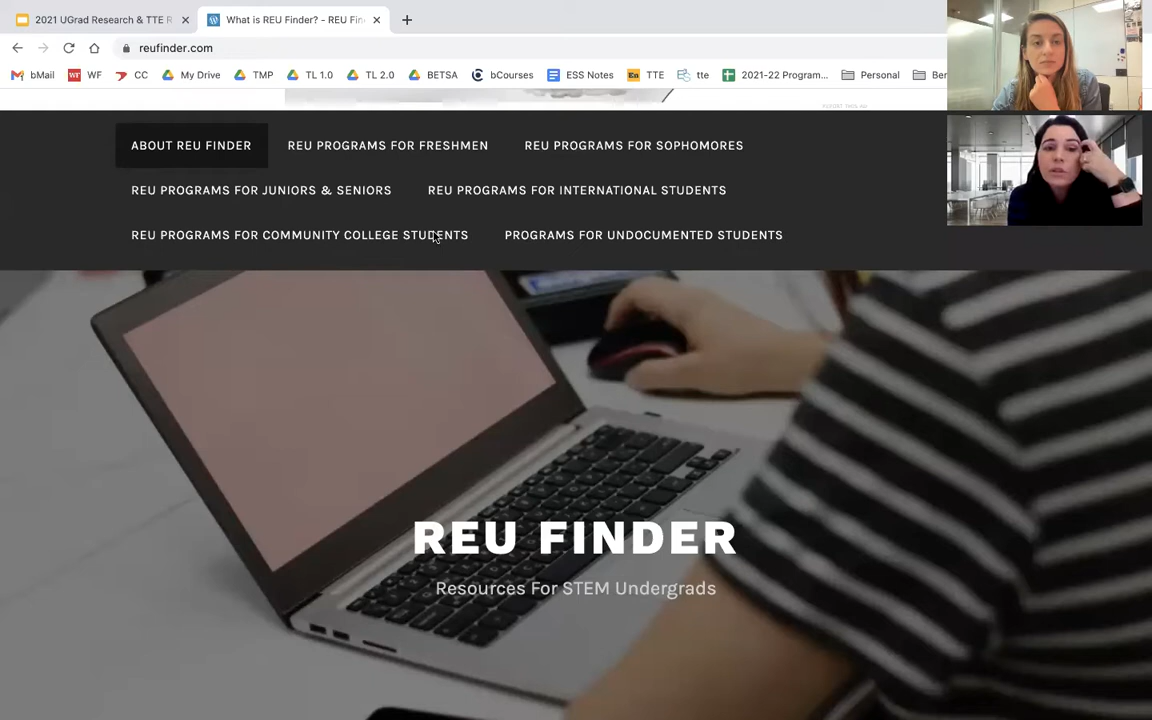 2021 UGrad Research & TTE R
What is REU Finder? - REU Fin
reufinder.com
bMail WF CC My Drive TMP TL 1.0 TL 2.0 BETSA bCourses ESS Notes TTE tte 2021-22 Program... Personal Ber
REPORT THIS AD
ABOUT REU FINDER REU PROGRAMS FOR FRESHMEN REU PROGRAMS FOR SOPHOMORES
REU PROGRAMS FOR JUNIORS & SENIORS REU PROGRAMS FOR INTERNATIONAL STUDENTS
REU PROGRAMS FOR COMMUNITY COLLEGE STUDENTS PROGRAMS FOR UNDOCUMENTED STUDENTS
REU FINDER
Resources For STEM Undergrads